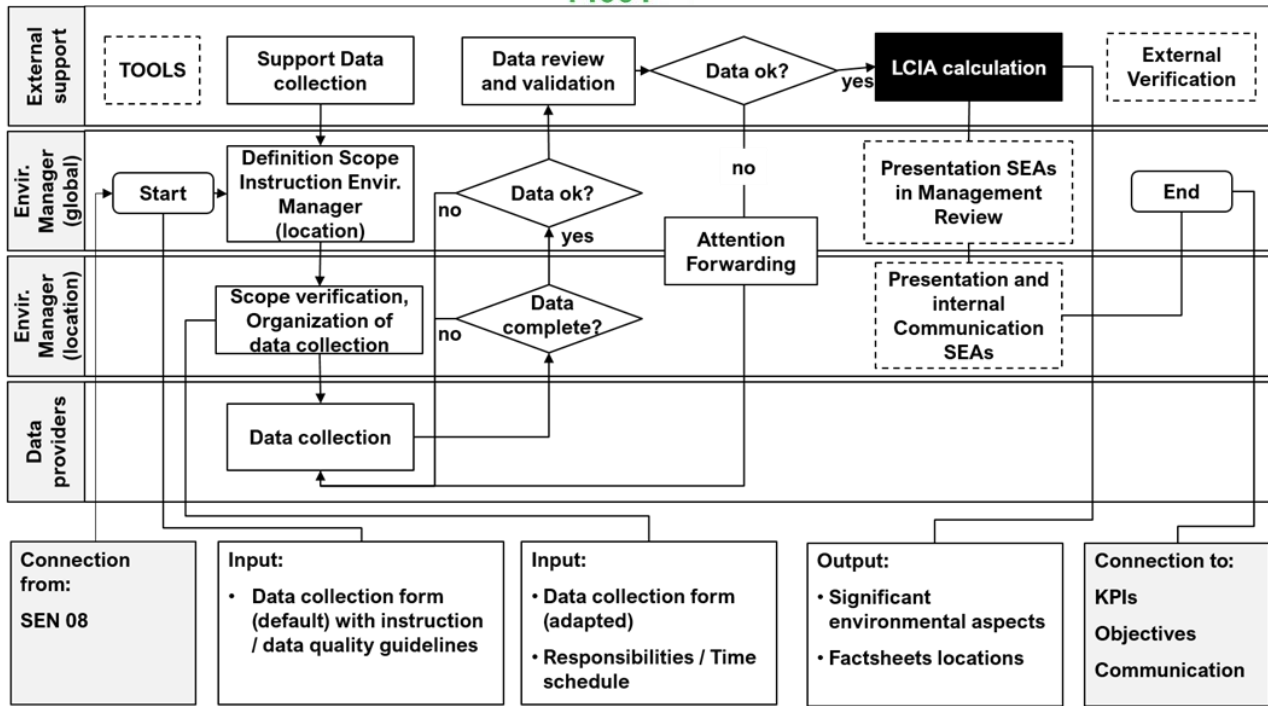 External
support
TOOLS
Support Data
collection
Data review
and validation
Data ok?
yes
LCIA calculation
External
Verification
Envir.
Manager
(global)
Start
Definition Scope
Instruction Envir.
Manager
(location)
Data ok?
no
yes
no
Attention
Forwarding
Presentation SEAs
in Management
Review
End
Envir.
Manager
(location)
Scope verification,
Organization of
data collection
Data
complete?
no
Presentation and
internal
Communication
SEAs
Data
providers
Data collection
Connection
from:
SEN 08
Input:
• Data collection form
(default) with instruction
/ data quality guidelines
Input:
• Data collection form
(adapted)
• Responsibilities / Time
schedule
Output:
• Significant
environmental aspects
• Factsheets locations
Connection to:
KPIs
Objectives
Communication